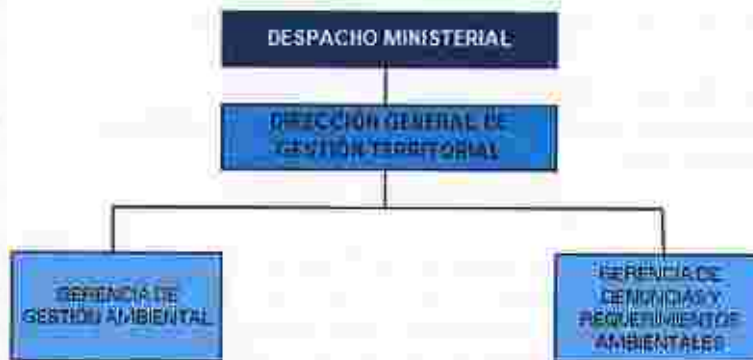 DESPACHO MINISTERIAL
DIRECCIÓN GENERAL DE
GESTIÓN TERRITORIAL
GERENCIA DE
GESTIÓN AMBIENTAL
GERENCIA DE
DENUNCIAS Y
REQUERIMIENTOS
AMBIENTALES